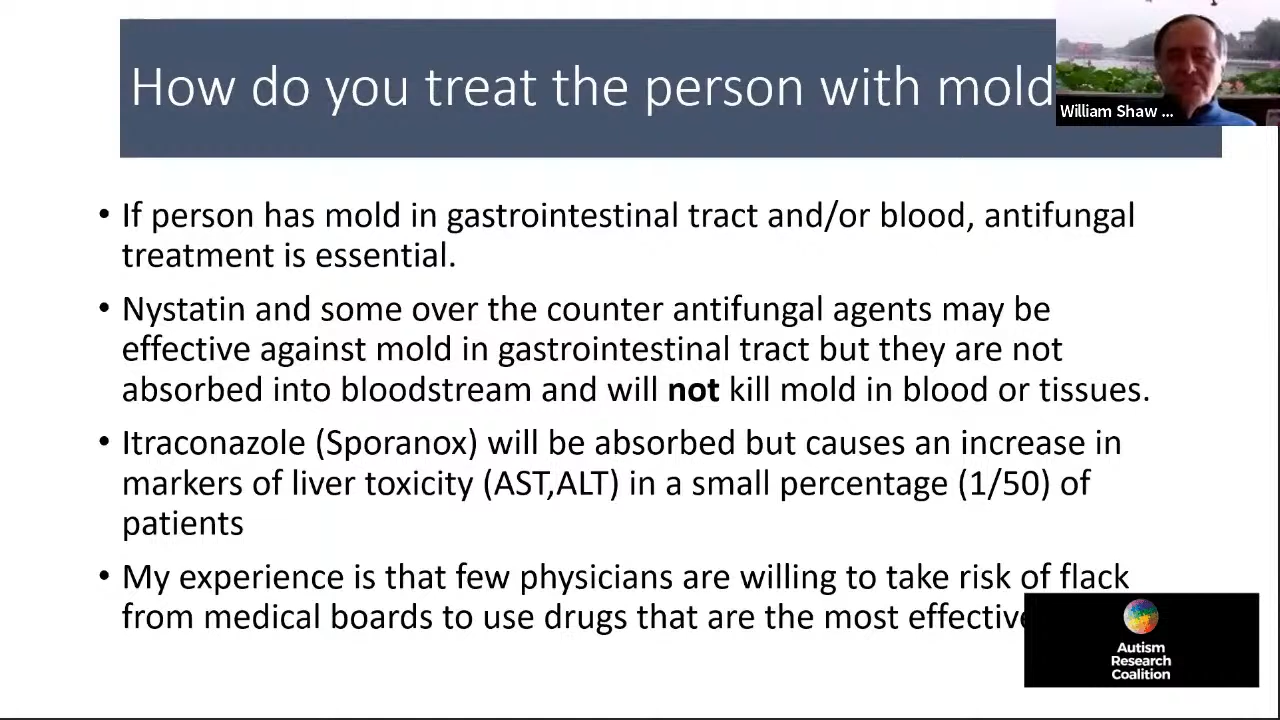 How do you treat the person with mold
William Shaw ...
• If person has mold in gastrointestinal tract and/or blood, antifungal
treatment is essential.
• Nystatin and some over the counter antifungal agents may be
effective against mold in gastrointestinal tract but they are not
absorbed into bloodstream and will not kill mold in blood or tissues.
• Itraconazole (Sporanox) will be absorbed but causes an increase in
markers of liver toxicity (AST,ALT) in a small percentage (1/50) of
patients
• My experience is that few physicians are willing to take risk of flack
from medical boards to use drugs that are the most effective
Autism
Research
Coalition